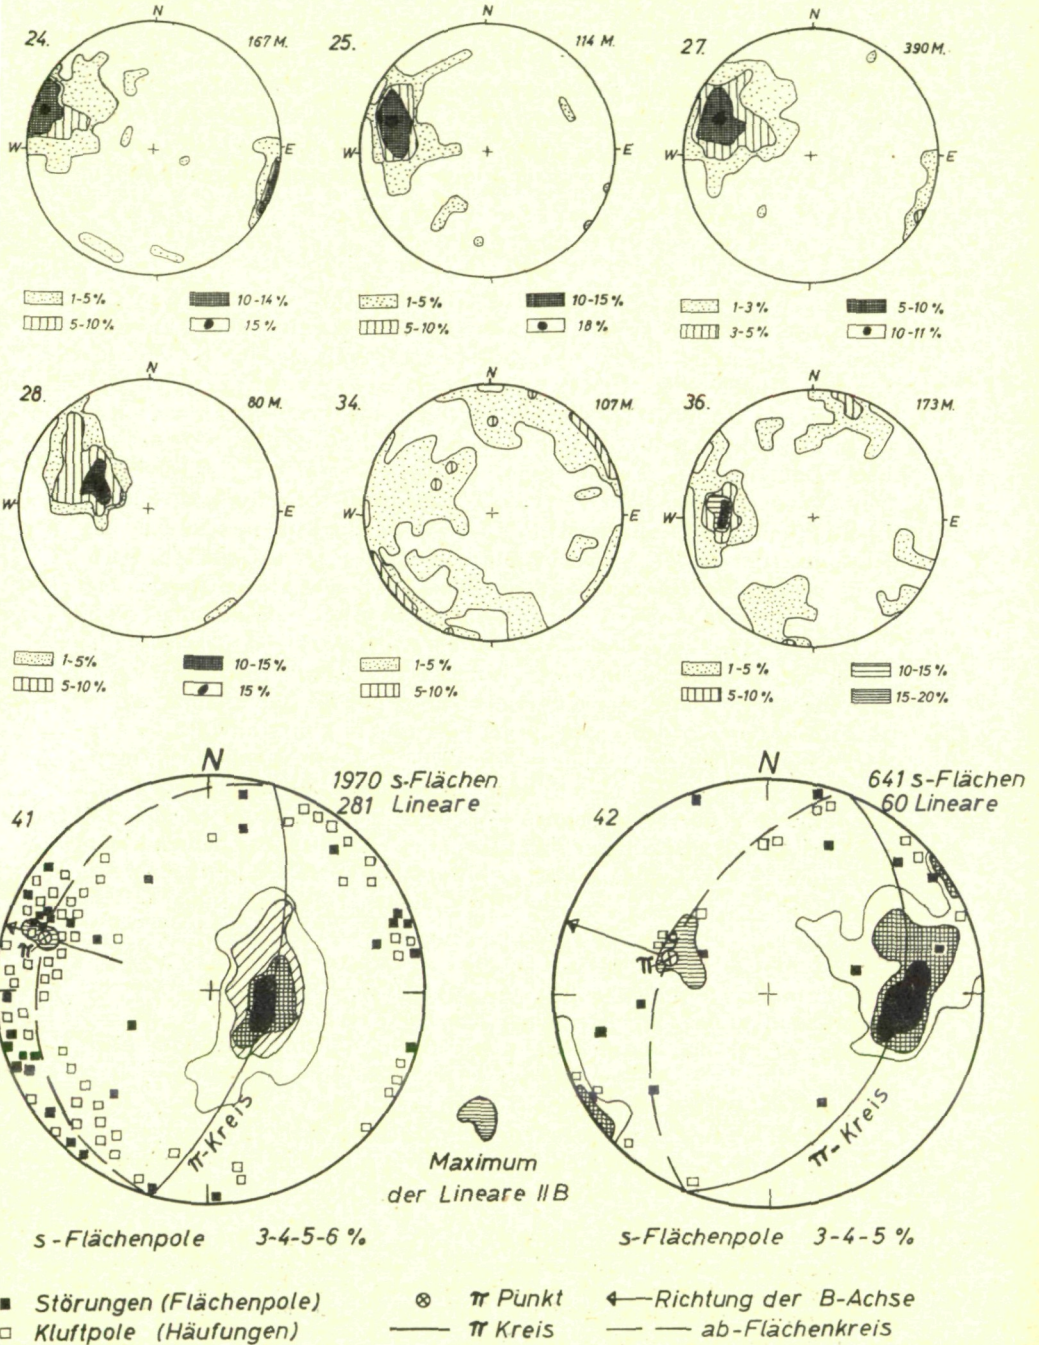 24.
N
167 M.
W
E
1-5%
10-14%
5-10%
15%
25.
N
114 M.
W
E
1-5%
10-15%
5-10%
18%
27.
N
390 M.
W
E
1-3%
5-10%
3-5%
10-11%
28.
N
80 M.
W
E
1-5%
10-15%
5-10%
15%
34.
N
107 M.
W
E
1-5%
5-10%
36.
N
173 M.
W
E
1-5%
10-15%
5-10%
15-20%
41
N
1970 s-Flächen
281 Lineare
π
π-Kreis
s-Flächenpole 3-4-5-6%
Maximum
der Lineare IIB
42
N
641 s-Flächen
60 Lineare
π
π-Kreis
s-Flächenpole 3-4-5%
Störungen (Flächenpole)
π Punkt
Richtung der B-Achse
Kluftpole (Häufungen)
π Kreis
ab-Flächenkreis